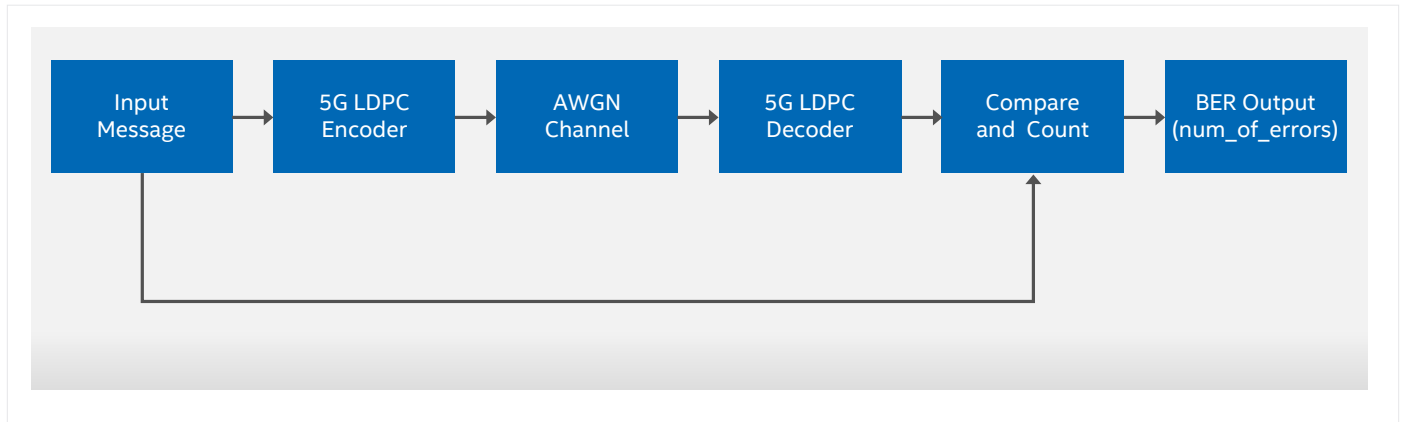 Input
Message
5G LDPC
Encoder
AWGN
Channel
5G LDPC
Decoder
Compare
and Count
BER Output
(num_of_errors)